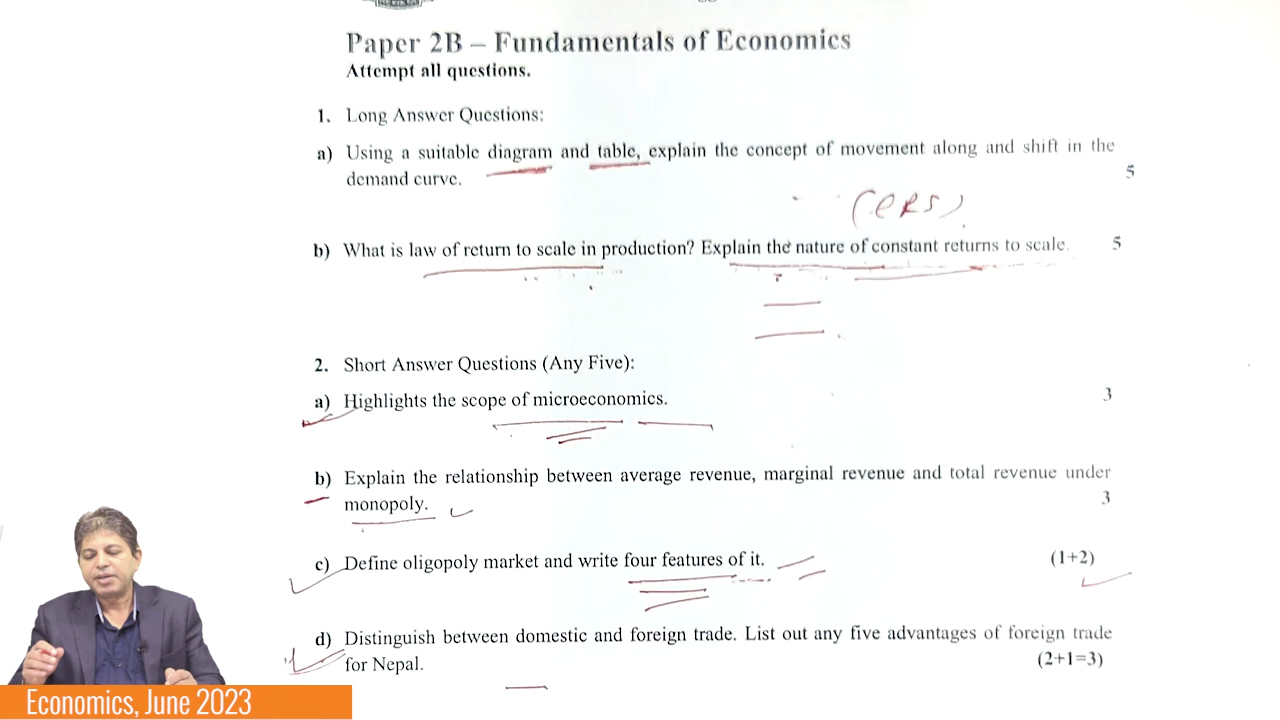 Paper 2B – Fundamentals of Economics
Attempt all questions.
1. Long Answer Questions:
a) Using a suitable diagram and table, explain the concept of movement along and shift in the
demand curve. 5
(CRS)
b) What is law of return to scale in production? Explain the nature of constant returns to scale. 5
2. Short Answer Questions (Any Five):
a) Highlights the scope of microeconomics. 3
b) Explain the relationship between average revenue, marginal revenue and total revenue under
monopoly. 3
c) Define oligopoly market and write four features of it. (1+2)
d) Distinguish between domestic and foreign trade. List out any five advantages of foreign trade
for Nepal. (2+1=3)
Economics, June 2023